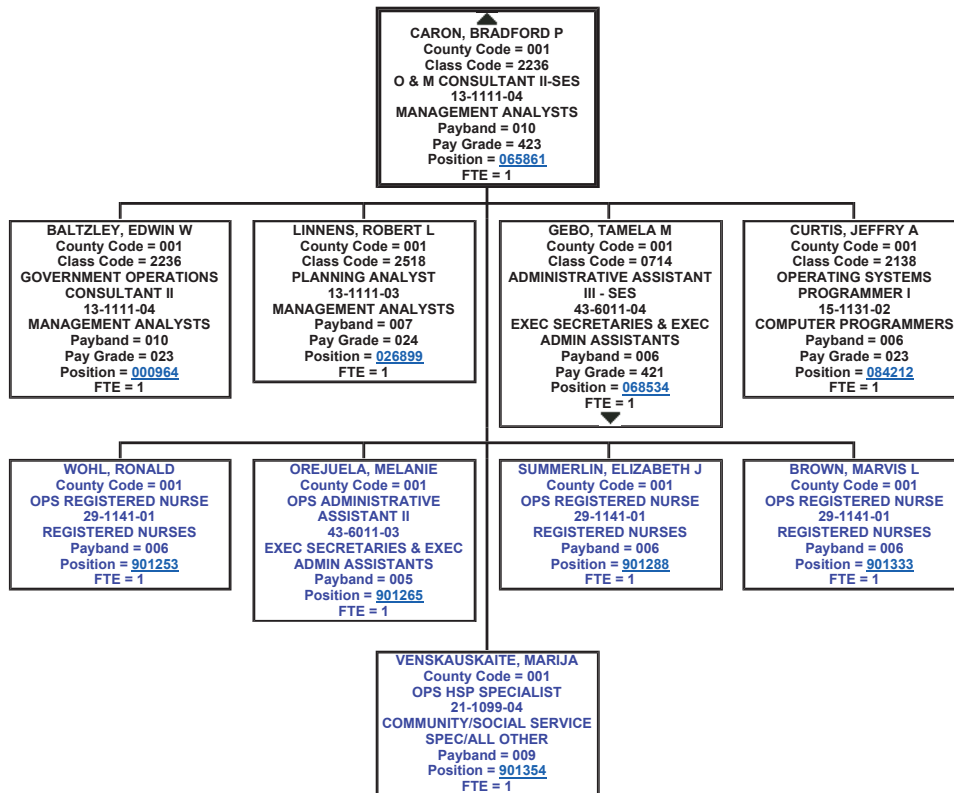 CARON, BRADFORD P
County Code = 001
Class Code = 2236
O & M CONSULTANT II-SES
13-1111-04
MANAGEMENT ANALYSTS
Payband = 010
Pay Grade = 423
Position = 065861
FTE = 1
BALTZLEY, EDWIN W
County Code = 001
Class Code = 2236
GOVERNMENT OPERATIONS
CONSULTANT II
13-1111-04
MANAGEMENT ANALYSTS
Payband = 010
Pay Grade = 023
Position = 000964
FTE = 1
LINNENS, ROBERT L
County Code = 001
Class Code = 2518
PLANNING ANALYST
13-1111-03
MANAGEMENT ANALYSTS
Payband = 007
Pay Grade = 024
Position = 026899
FTE = 1
GEBO, TAMELA M
County Code = 001
Class Code = 0714
ADMINISTRATIVE ASSISTANT
III - SES
43-6011-04
EXEC SECRETARIES & EXEC
ADMIN ASSISTANTS
Payband = 006
Pay Grade = 421
Position = 068534
FTE = 1
CURTIS, JEFFRY A
County Code = 001
Class Code = 2138
OPERATING SYSTEMS
PROGRAMMER I
15-1131-02
COMPUTER PROGRAMMERS
Payband = 006
Pay Grade = 023
Position = 084212
FTE = 1
WOHL, RONALD
County Code = 001
OPS REGISTERED NURSE
29-1141-01
REGISTERED NURSES
Payband = 006
Position = 901253
FTE = 1
OREJUELA, MELANIE
County Code = 001
OPS ADMINISTRATIVE
ASSISTANT II
43-6011-03
EXEC SECRETARIES & EXEC
ADMIN ASSISTANTS
Payband = 005
Position = 901265
FTE = 1
SUMMERLIN, ELIZABETH J
County Code = 001
OPS REGISTERED NURSE
29-1141-01
REGISTERED NURSES
Payband = 006
Position = 901288
FTE = 1
BROWN, MARVIS L
County Code = 001
OPS REGISTERED NURSE
29-1141-01
REGISTERED NURSES
Payband = 006
Position = 901333
FTE = 1
VENSKAUSKAITE, MARIJA
County Code = 001
OPS HSP SPECIALIST
21-1099-04
COMMUNITY/SOCIAL SERVICE
SPEC/ALL OTHER
Payband = 009
Position = 901354
FTE = 1